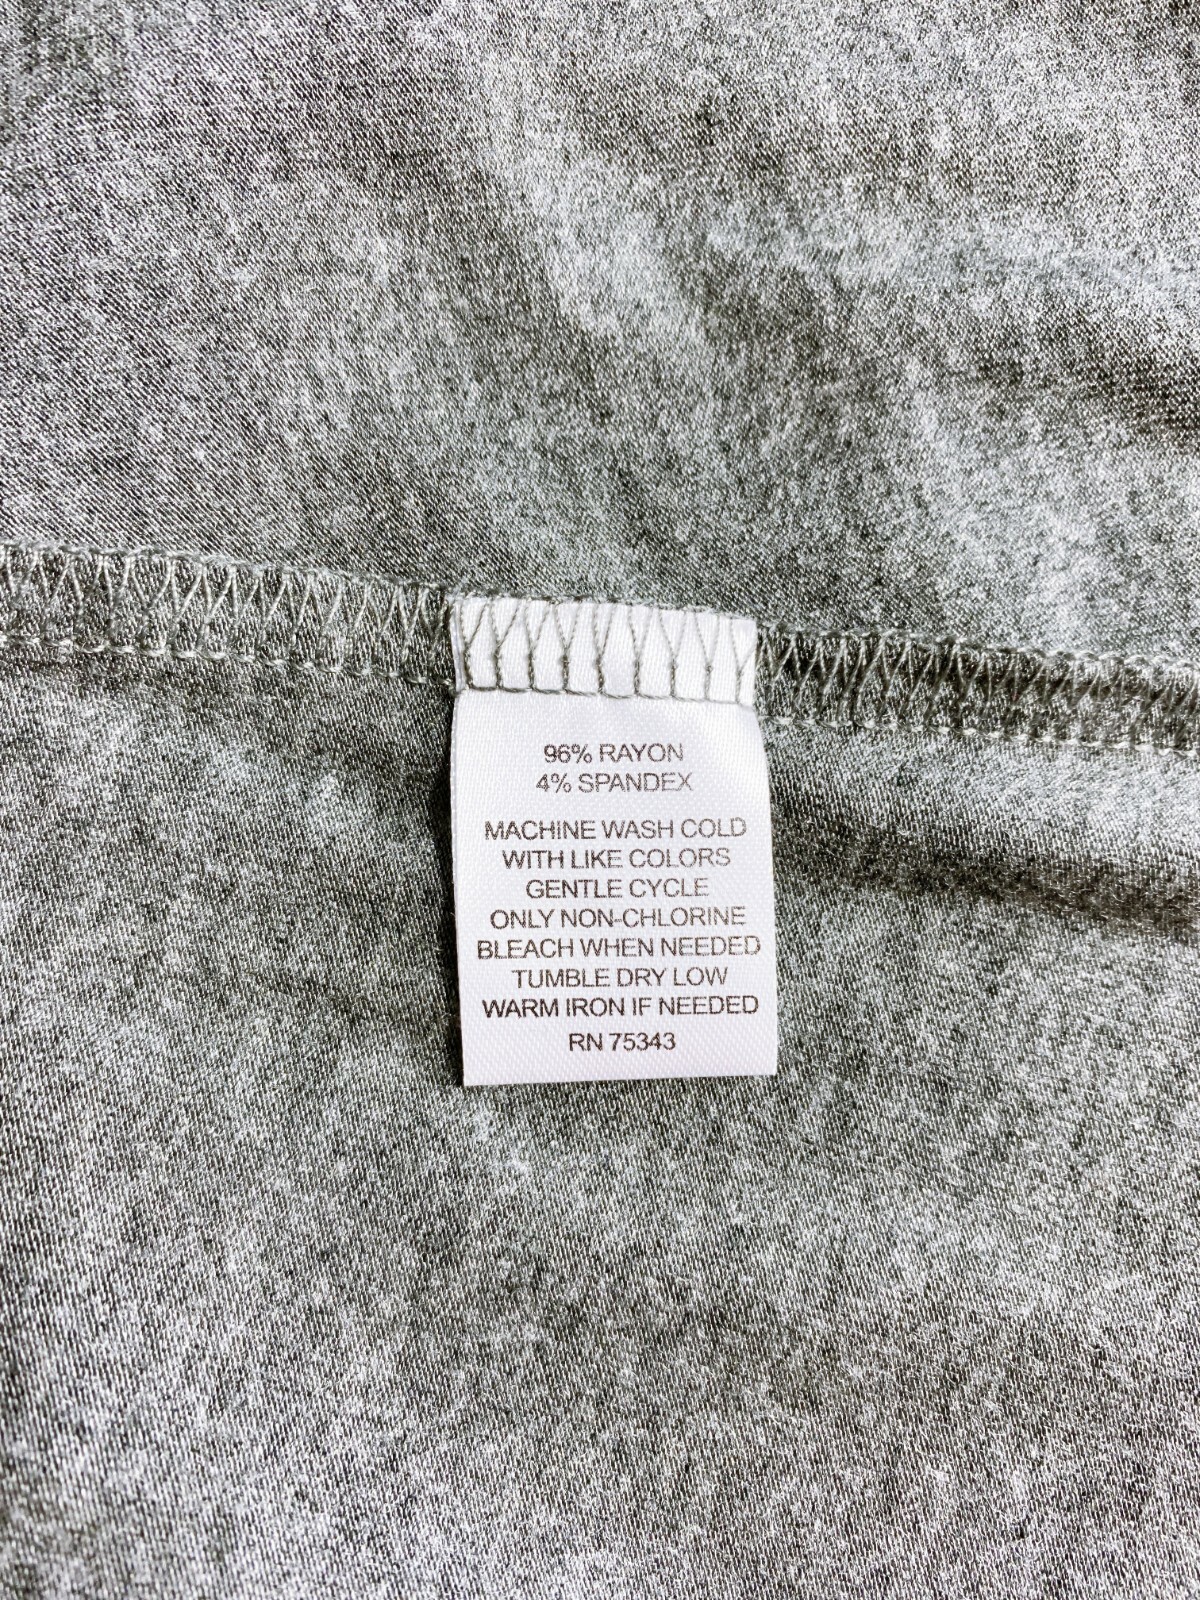 96% RAYON
4% SPANDEX
MACHINE WASH COLD
WITH LIKE COLORS
GENTLE CYCLE
ONLY NON-CHLORINE
BLEACH WHEN NEEDED
TUMBLE DRY LOW
WARM IRON IF NEEDED
RN 75343